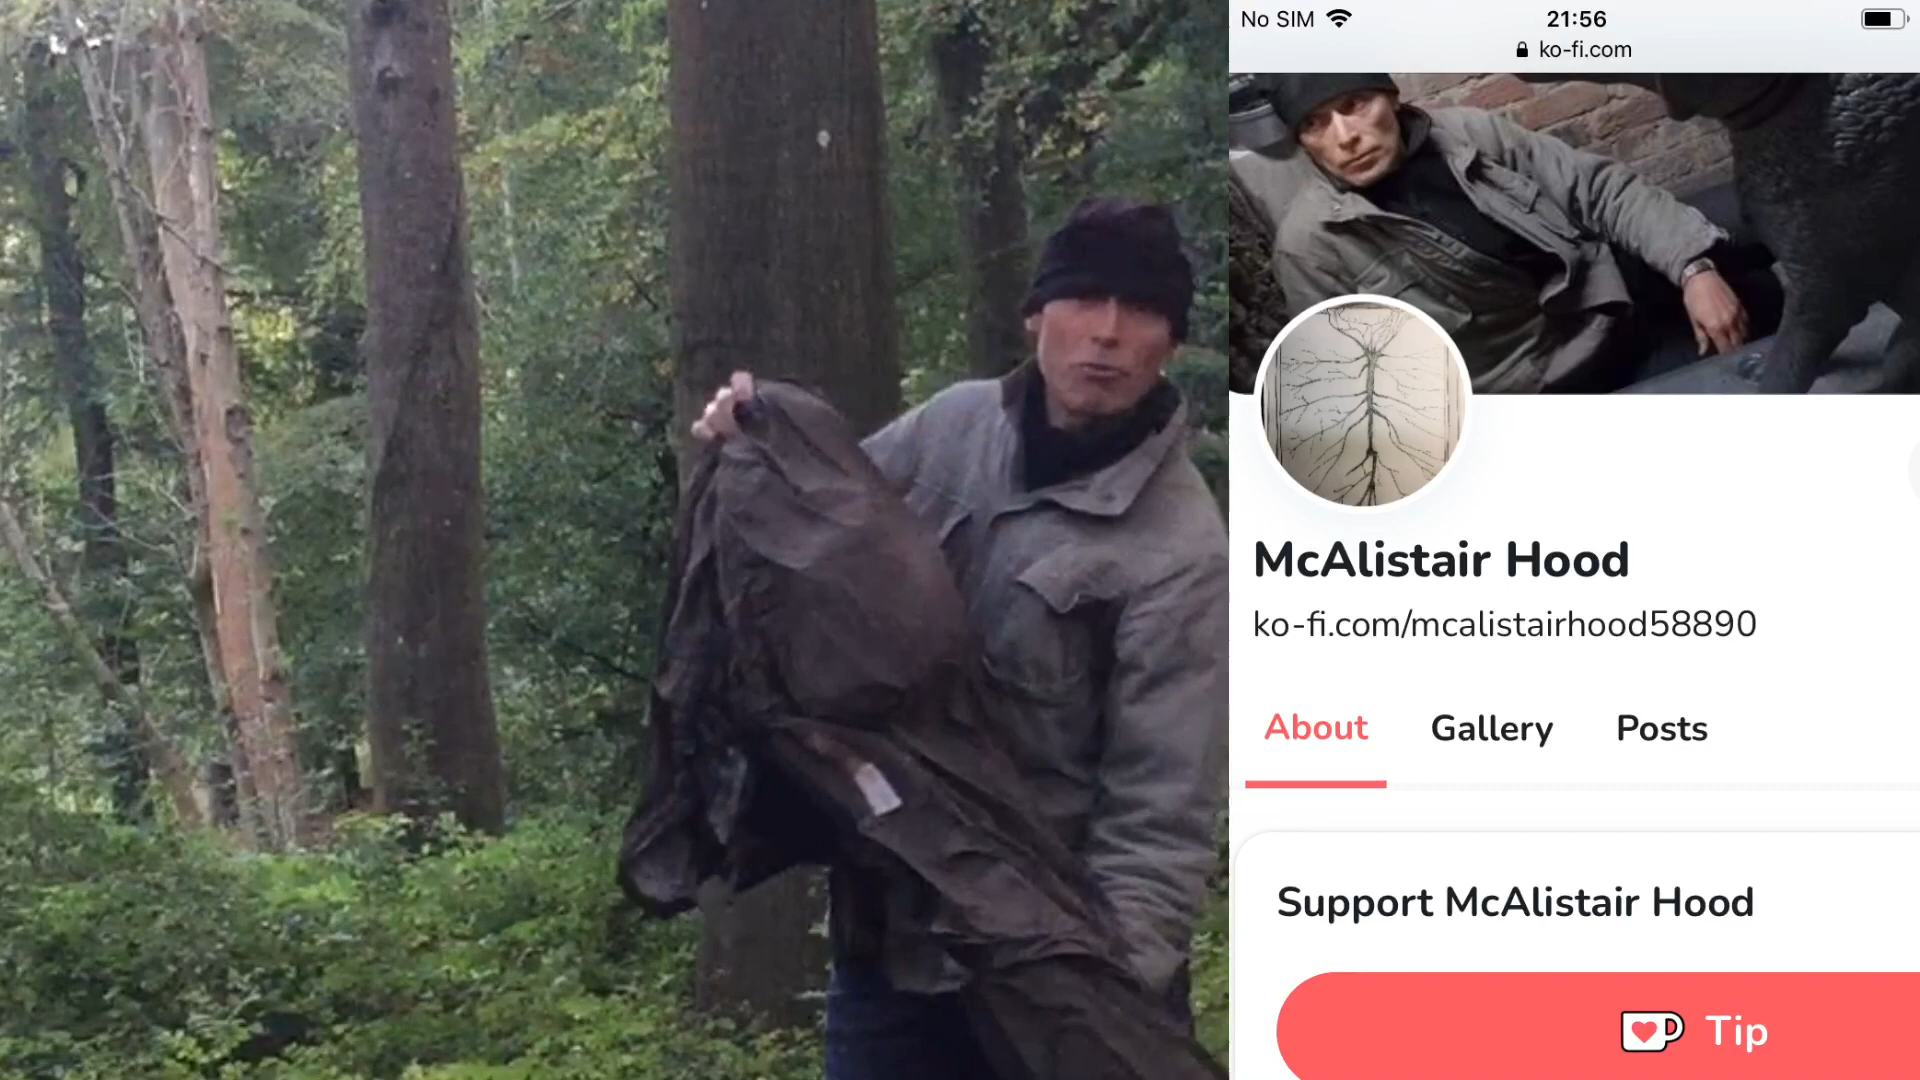 No SIM 21:56
ko-fi.com
McAlistair Hood
ko-fi.com/mcalistairhood58890
About Gallery Posts
Support McAlistair Hood
Tip